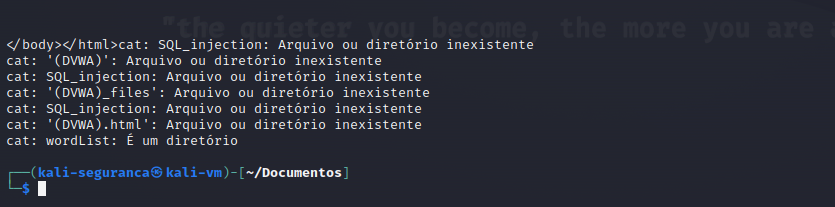 "the quieter you become, the more you are a
</body></html>cat: SQL_injection: Arquivo ou diretório inexistente
cat: '(DVWA)': Arquivo ou diretório inexistente
cat: SQL_injection: Arquivo ou diretório inexistente
cat: '(DVWA)_files': Arquivo ou diretório inexistente
cat: SQL_injection: Arquivo ou diretório inexistente
cat: '(DVWA).html': Arquivo ou diretório inexistente
cat: wordList: É um diretório
┌──(kali-seguranca㉿kali-vm)-[~/Documentos]
└─$